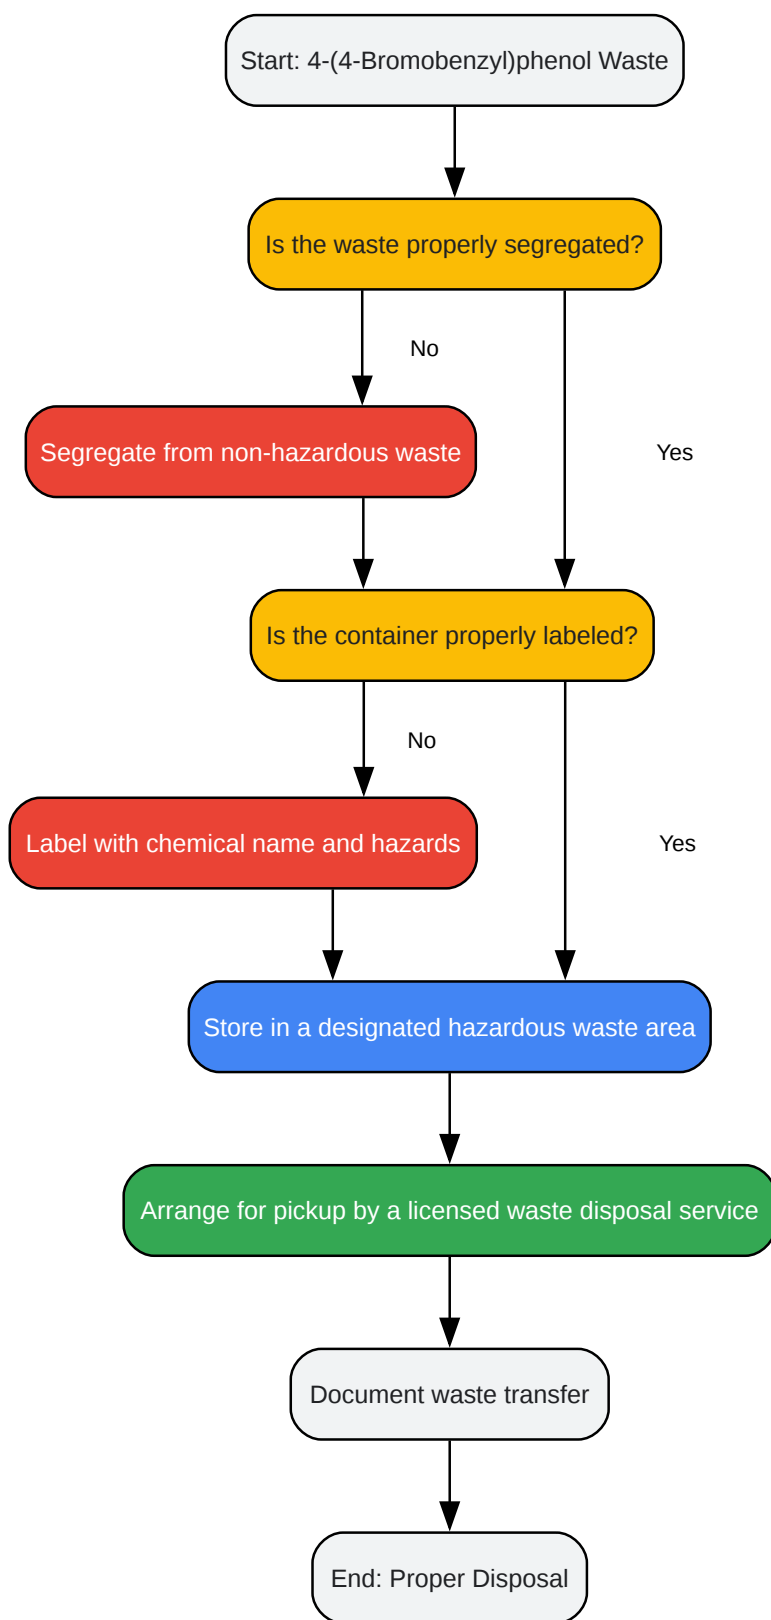 Start: 4-(4-Bromobenzyl)phenol Waste
Is the waste properly segregated?
No
Segregate from non-hazardous waste
Yes
Is the container properly labeled?
No
Label with chemical name and hazards
Yes
Store in a designated hazardous waste area
Arrange for pickup by a licensed waste disposal service
Document waste transfer
End: Proper Disposal